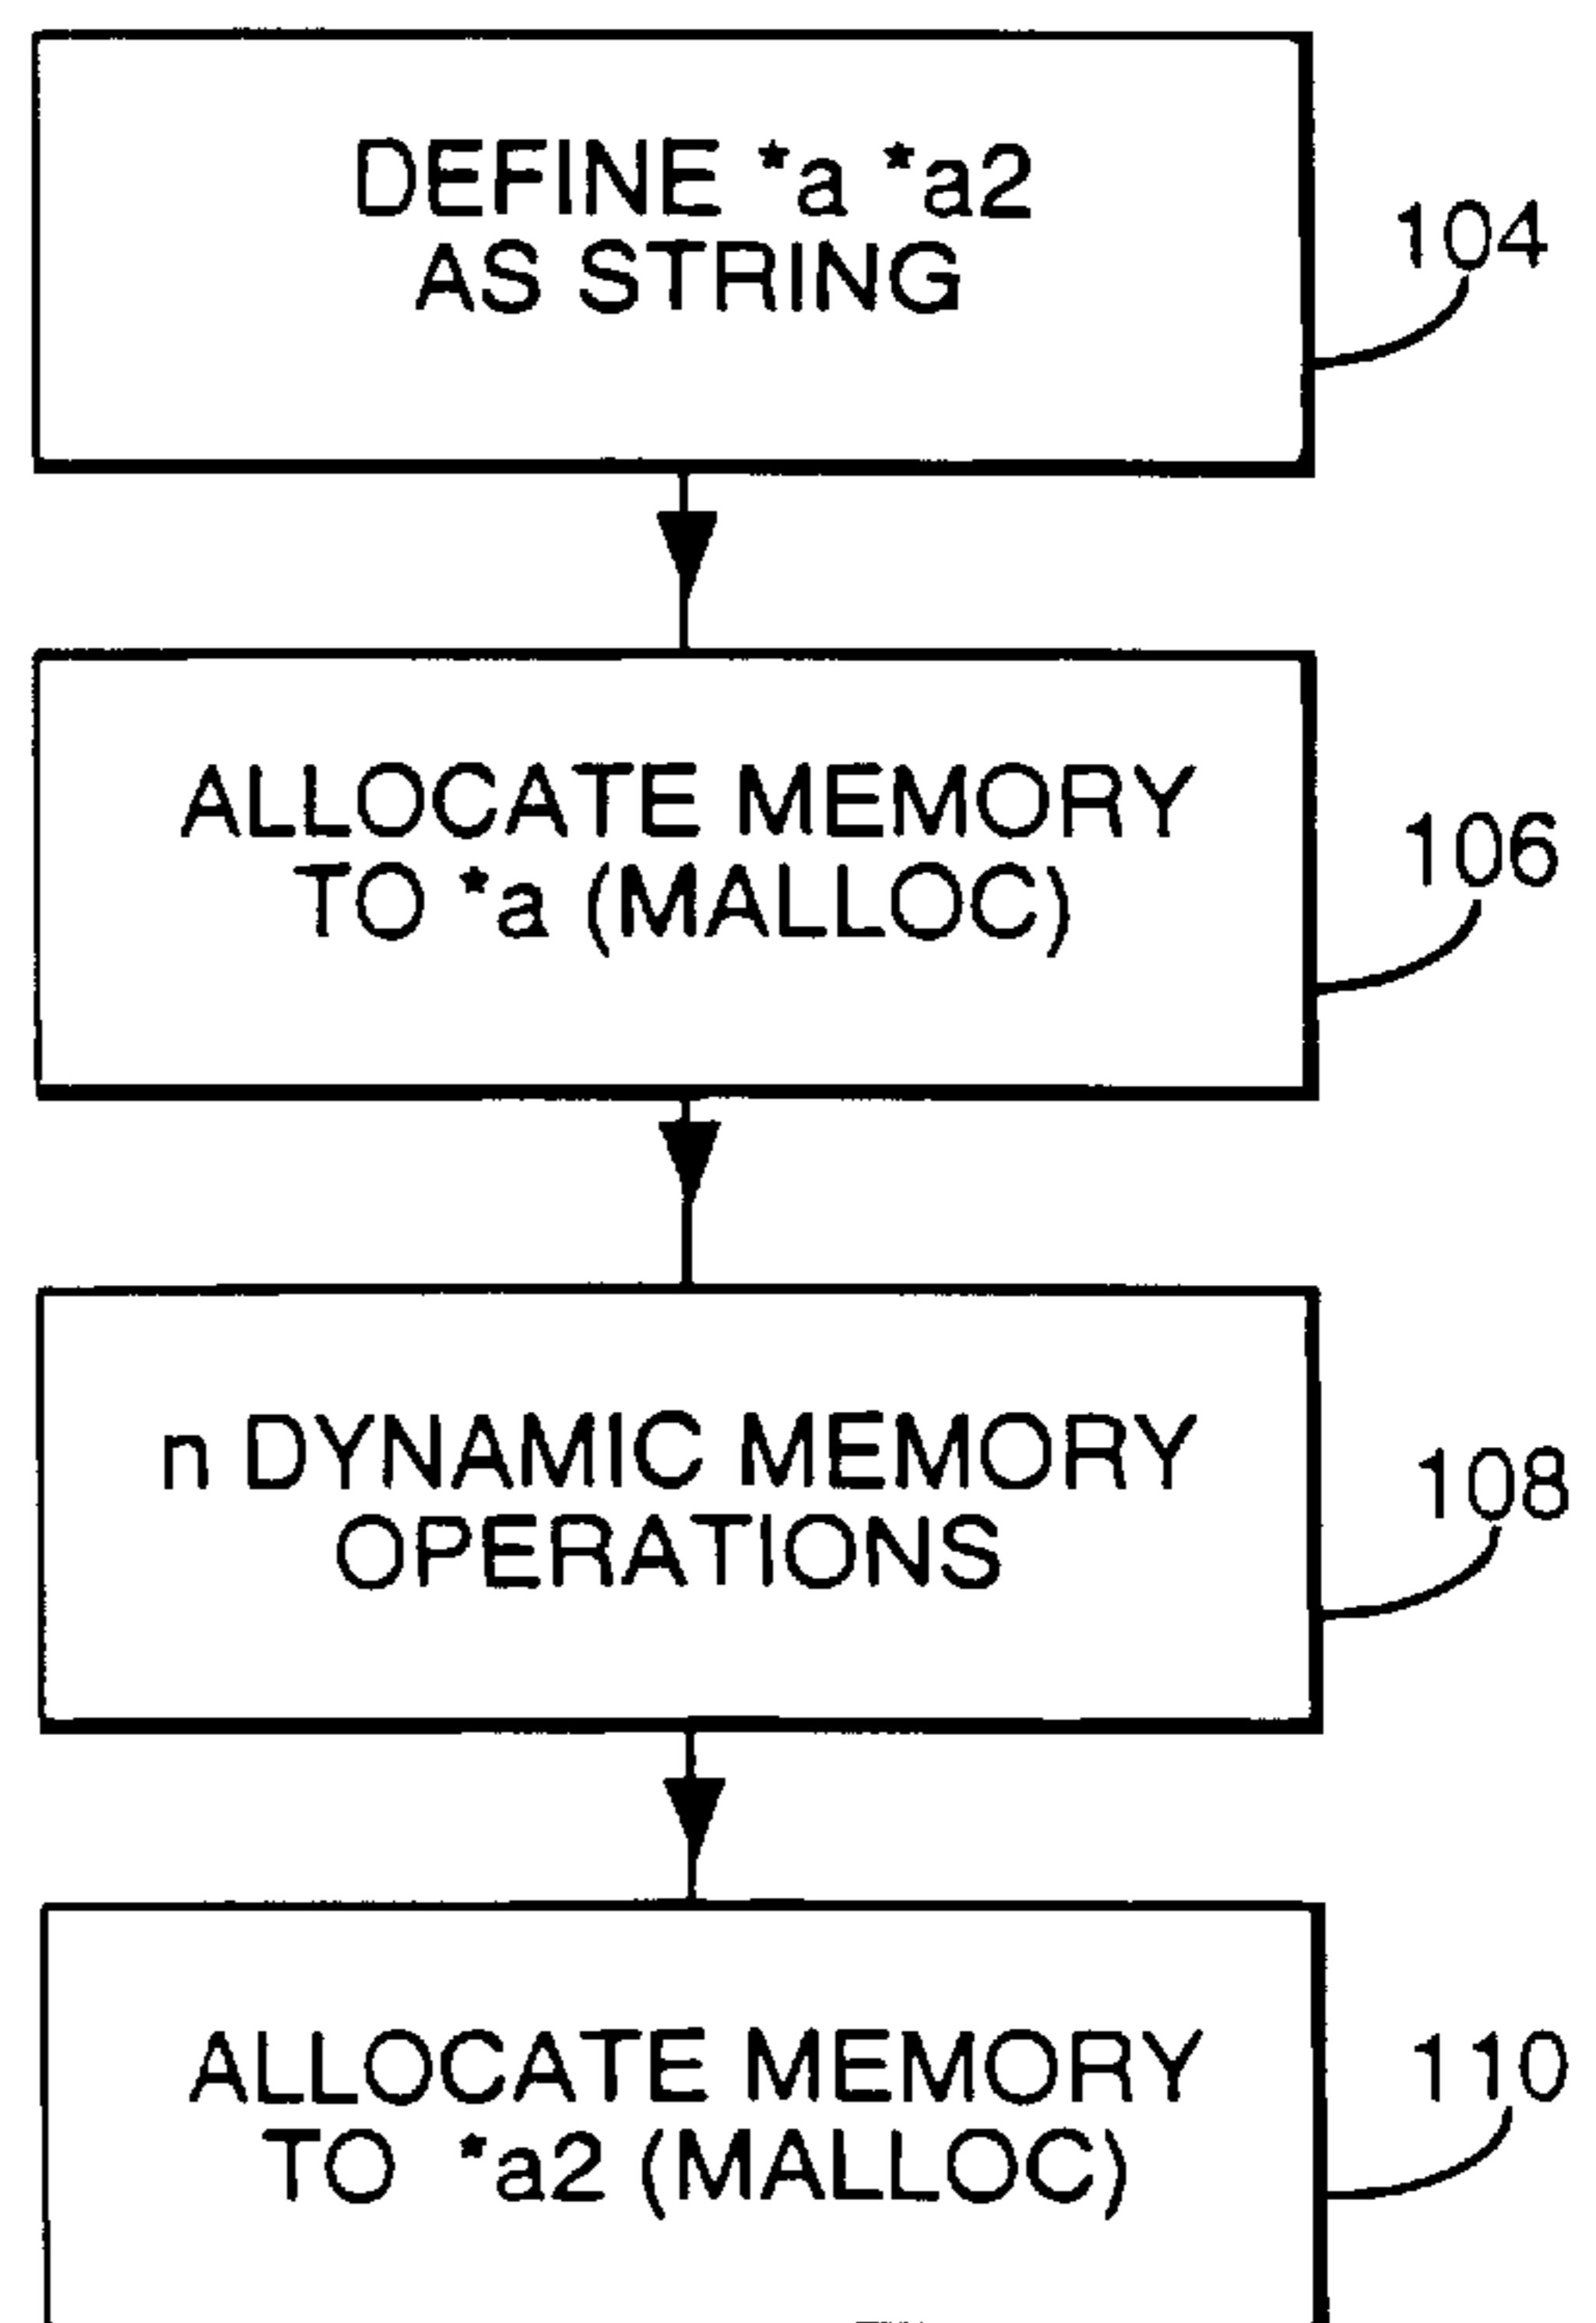 DEFINE *a *a2
AS STRING
104
ALLOCATE MEMORY
TO *a (MALLOC)
106
n DYNAMIC MEMORY
OPERATIONS
108
ALLOCATE MEMORY
TO *a2 (MALLOC)
110